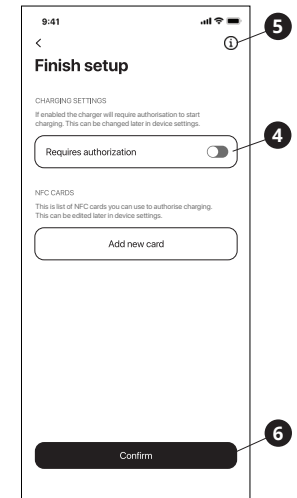 9:41
5
Finish setup
CHARGING SETTINGS
If enabled the charger will require authorisation to start
charging. This can be changed later in device settings.
4
Requires authorization
NFC CARDS
This is list of NFC cards you can use to authorise charging.
This can be edited later in device settings.
Add new card
6
Confirm